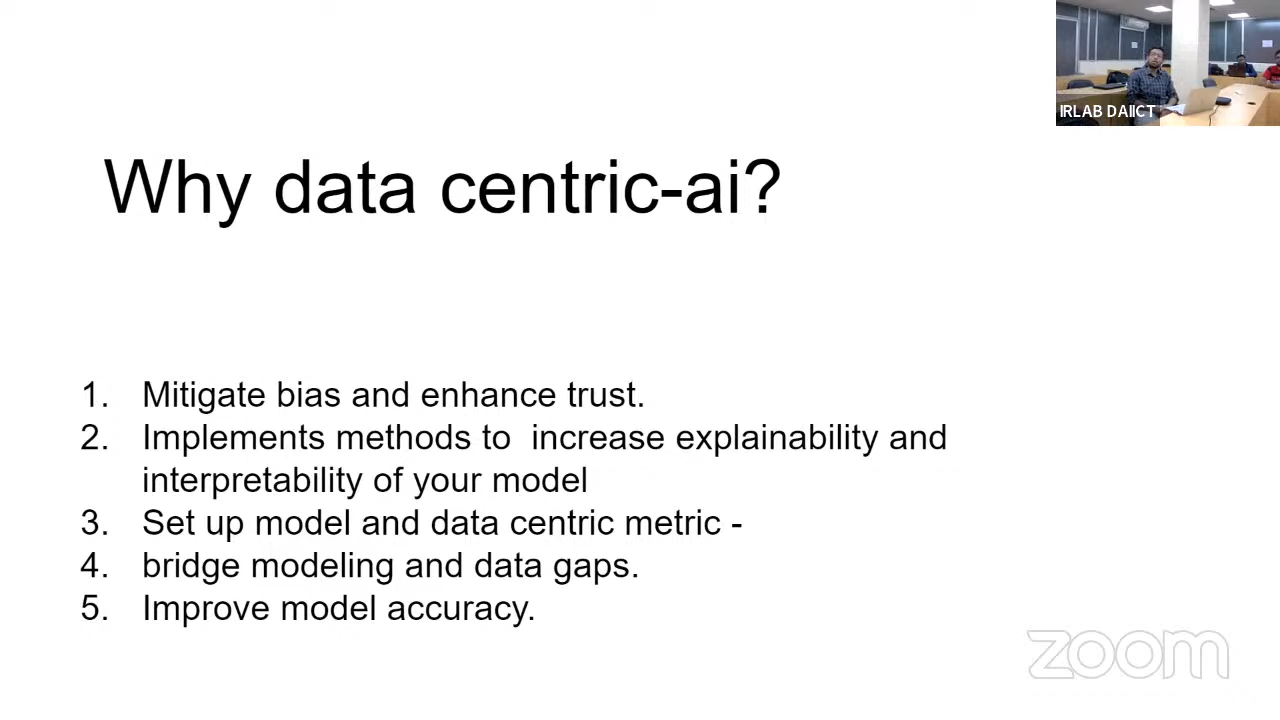 IRLAB DAIICT
Why data centric-ai?
1. Mitigate bias and enhance trust.
2. Implements methods to  increase explainability and
interpretability of your model
3. Set up model and data centric metric -
4. bridge modeling and data gaps.
5. Improve model accuracy.
zoom